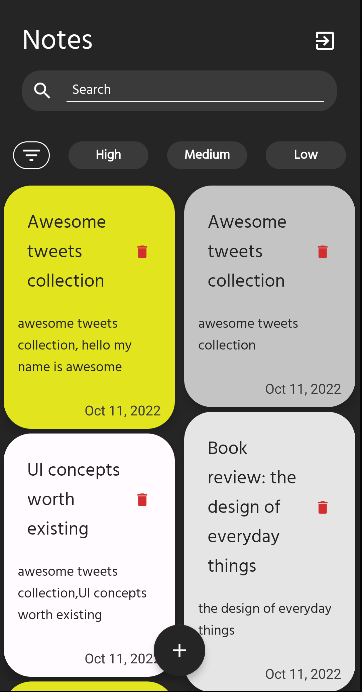 Notes
Search
High
Medium
Low
Awesome
tweets
collection
awesome tweets
collection, hello my
name is awesome
Oct 11, 2022
Awesome
tweets
collection
awesome tweets
collection
Oct 11, 2022
UI concepts
worth
existing
awesome tweets
collection,UI concepts
worth existing
Oct 11, 2022
Book
review: the
design of
everyday
things
the design of everyday
things
Oct 11, 2022